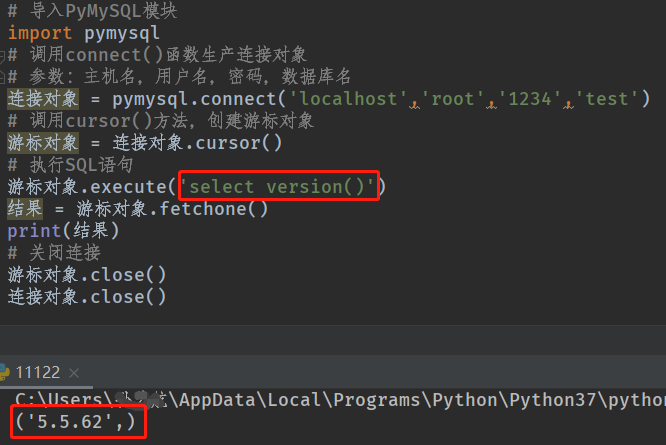 # 导入PyMySQL模块
import pymysql
# 调用connect()函数生产连接对象
# 参数：主机名，用户名，密码，数据库名
连接对象 = pymysql.connect('localhost','root','1234','test')
# 调用cursor()方法，创建游标对象
游标对象 = 连接对象.cursor()
# 执行SQL语句
游标对象.execute('select version()')
结果 = 游标对象.fetchone()
print(结果)
# 关闭连接
游标对象.close()
连接对象.close()
11122 ×
C:\Users\ \AppData\Local\Programs\Python\Python37\python
('5.5.62',)